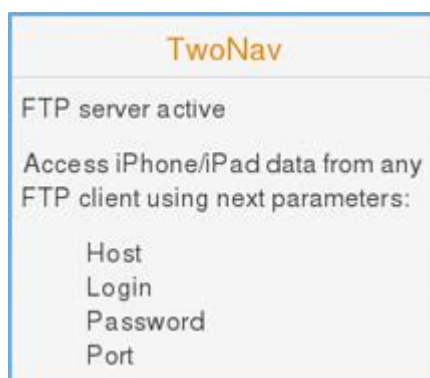 TwoNav
FTP server active
Access iPhone/iPad data from any
FTP client using next parameters:
Host
Login
Password
Port